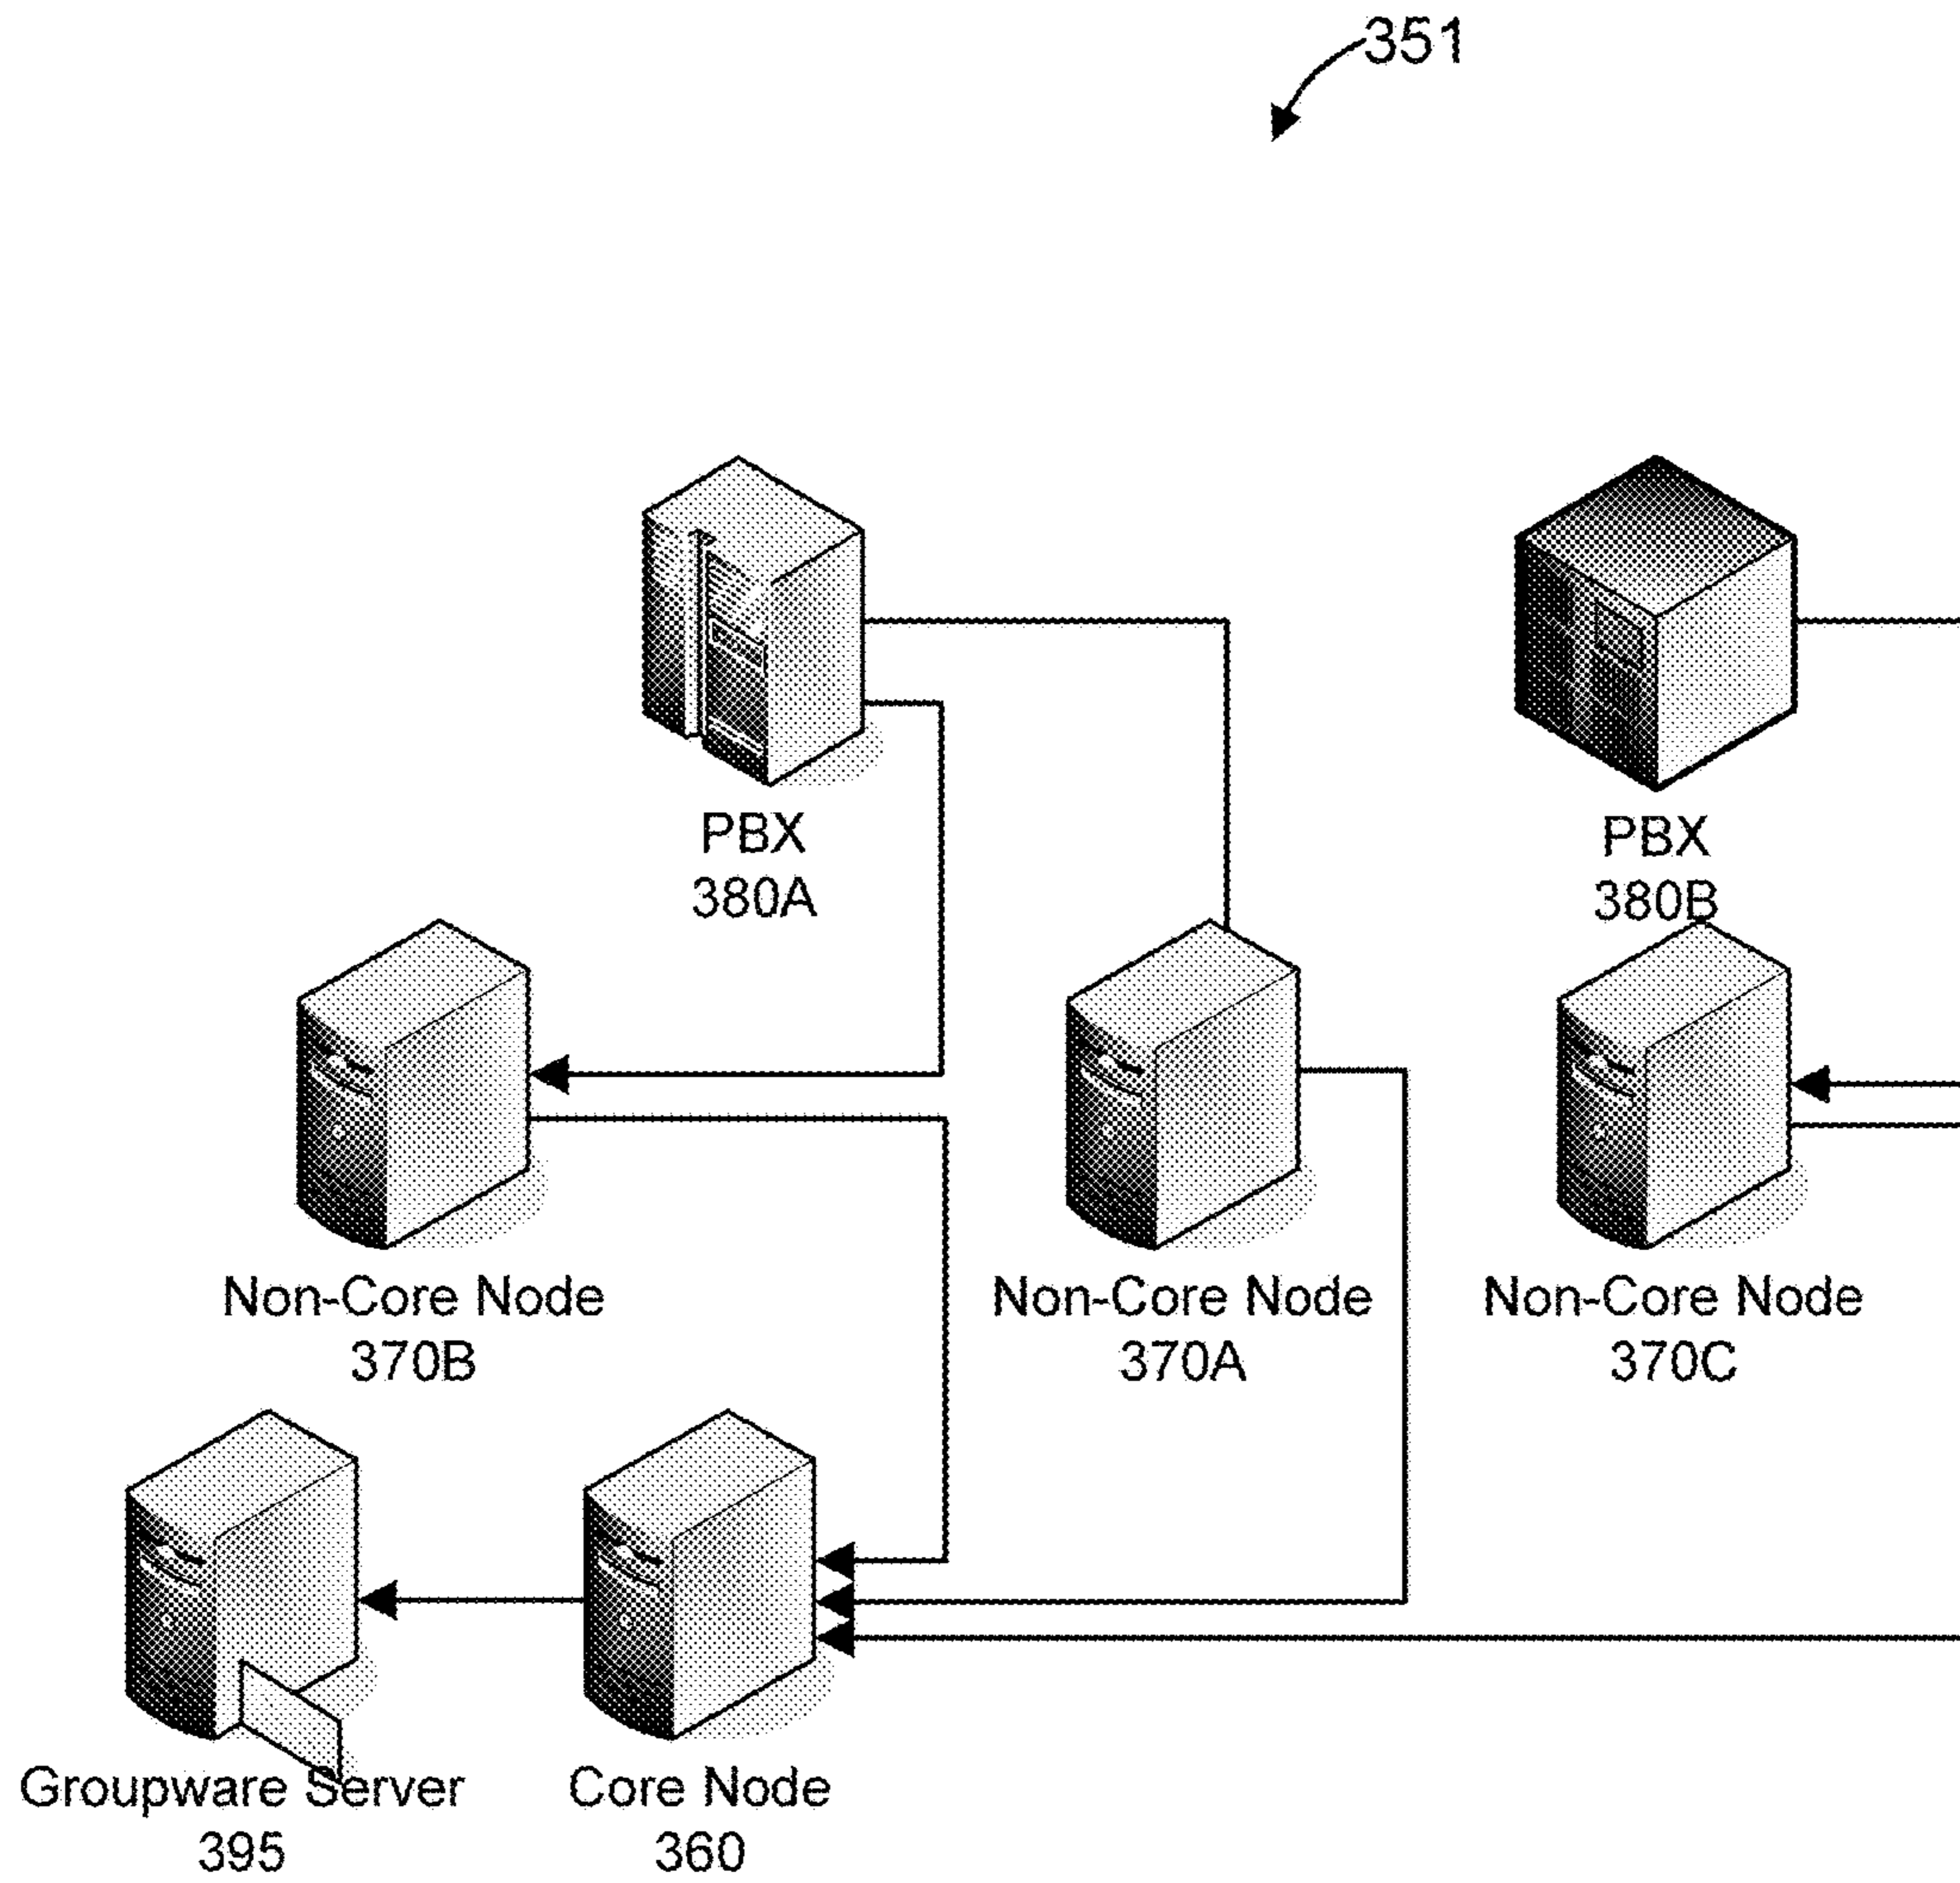 351
PBX
380A
PBX
380B
Non-Core Node
370B
Non-Core Node
370A
Non-Core Node
370C
Groupware Server
395
Core Node
360